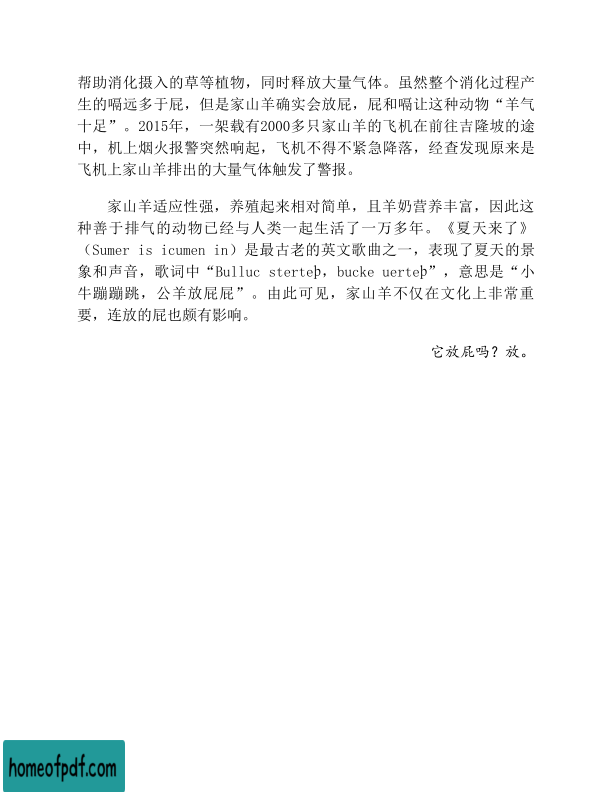 帮助消化摄入的草等植物，同时释放大量气体。虽然整个消化过程产
生的嗝远多于屁，但是家山羊确实会放屁，屁和嗝让这种动物“羊气
十足”。2015年，一架载有2000多只家山羊的飞机在前往吉隆坡的途
中，机上烟火报警突然响起，飞机不得不紧急降落，经查发现原来是
飞机上家山羊排出的大量气体触发了警报。
家山羊适应性强，养殖起来相对简单，且羊奶营养丰富，因此这
种善于排气的动物已经与人类一起生活了一万多年。《夏天来了》
（Sumer is icumen in）是最古老的英文歌曲之一，表现了夏天的景
象和声音，歌词中“Bulluc sterteþ，bucke uerteþ”，意思是“小
牛蹦蹦跳，公羊放屁屁”。由此可见，家山羊不仅在文化上非常重
要，连放的屁也颇有影响。
它放屁吗？放。
homeofpdf.com